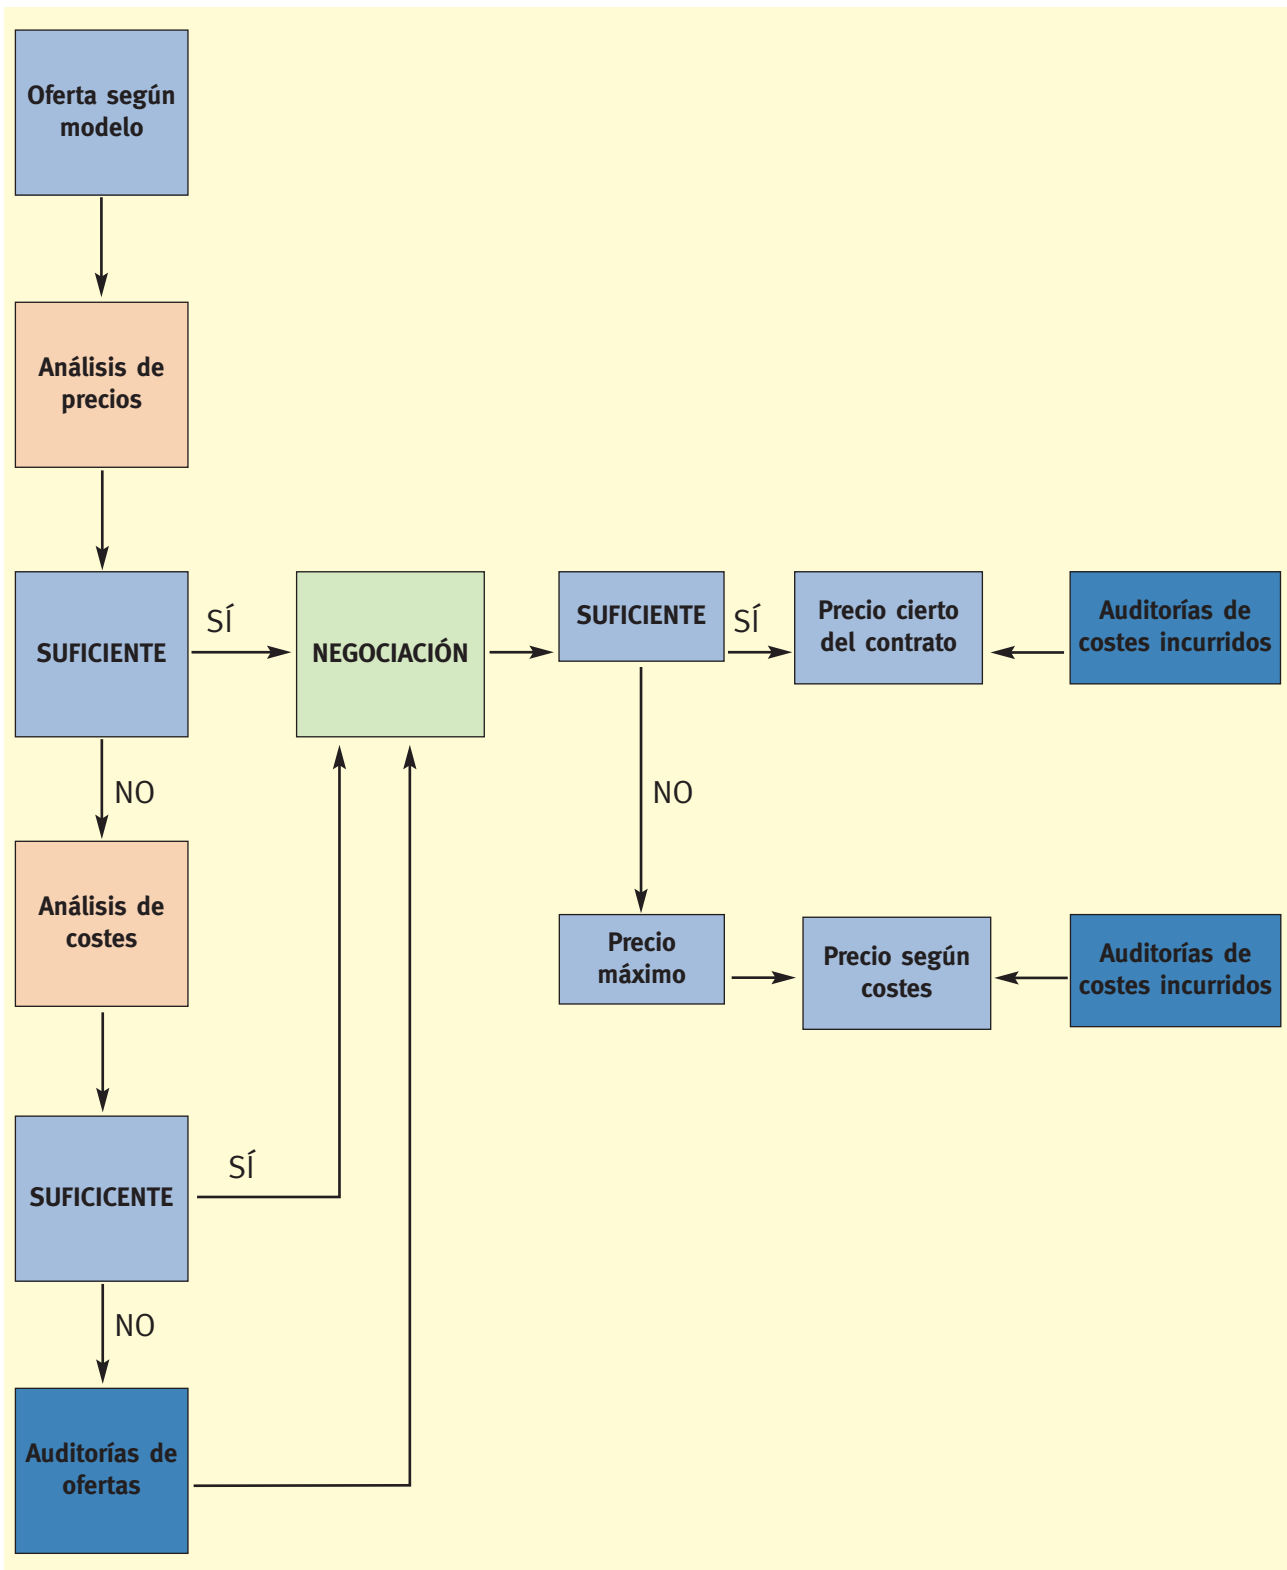 Oferta según
modelo
Análisis de
precios
SUFICIENTE
SÍ
NEGOCIACIÓN
SUFICIENTE
SÍ
Precio cierto
del contrato
Auditorías de
costes incurridos
NO
NO
Análisis de
costes
Precio
máximo
Precio según
costes
Auditorías de
costes incurridos
SUFICICENTE
SÍ
NO
Auditorías de
ofertas